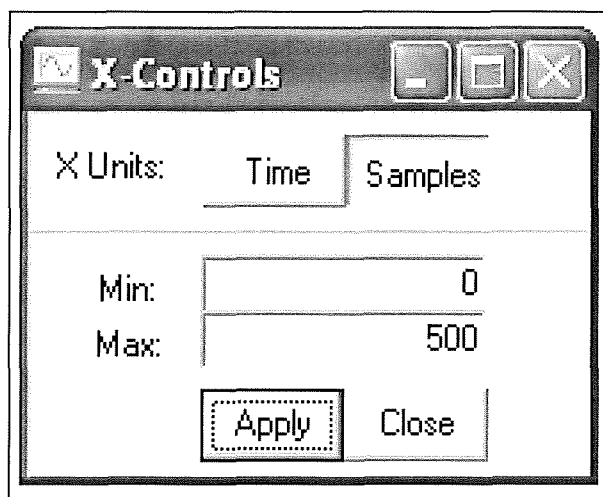 X-Controls
X Units: Time Samples
Min: 0
Max: 500
Apply Close